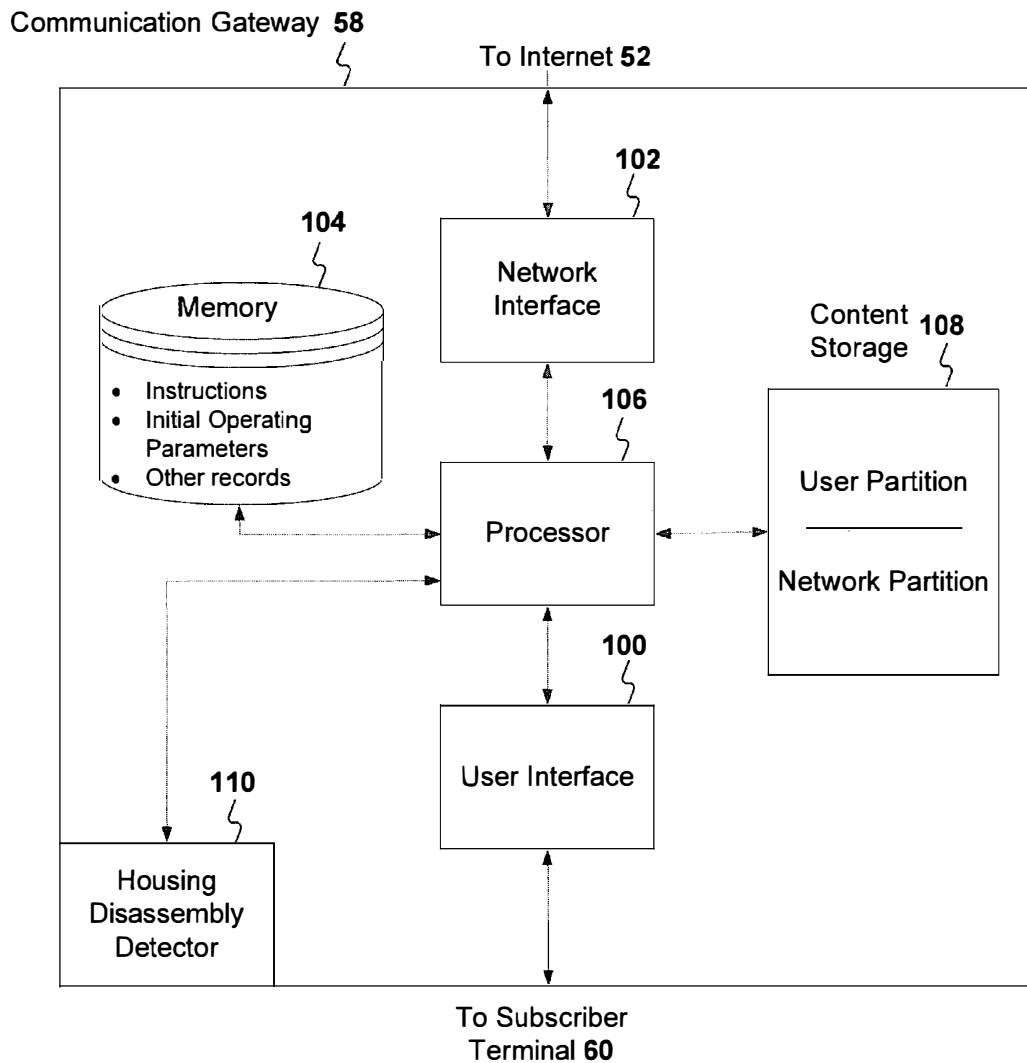 Communication Gateway 58
To Internet 52
102
104
Network
Interface
Memory
Content
Storage 108
• Instructions
• Initial Operating
Parameters
• Other records
106
User Partition
Processor
Network Partition
100
User Interface
110
Housing
Disassembly
Detector
To Subscriber
Terminal 60